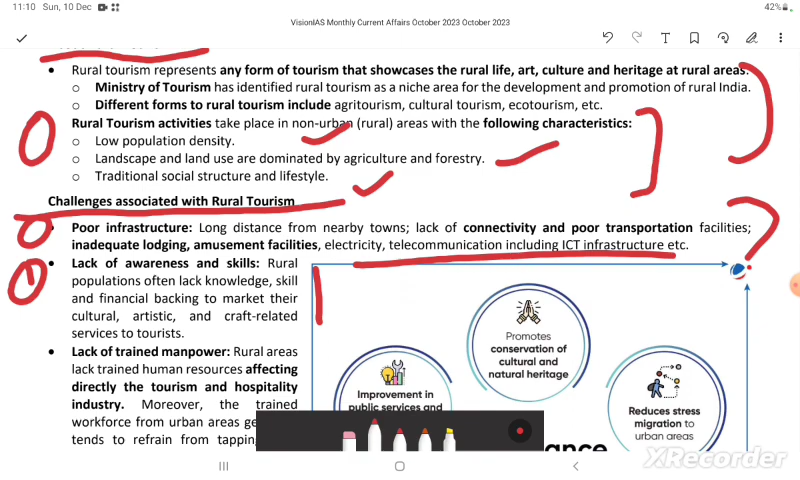 11:10 Sun, 10 Dec
42%
VisionIAS Monthly Current Affairs October 2023 October 2023
T
• Rural tourism represents any form of tourism that showcases the rural life, art, culture and heritage at rural areas.
o Ministry of Tourism has identified rural tourism as a niche area for the development and promotion of rural India.
o Different forms to rural tourism include agritourism, cultural tourism, ecotourism, etc.
Rural Tourism activities take place in non-urban (rural) areas with the following characteristics:
o Low population density.
o Landscape and land use are dominated by agriculture and forestry.
o Traditional social structure and lifestyle.
Challenges associated with Rural Tourism
Poor infrastructure: Long distance from nearby towns; lack of connectivity and poor transportation facilities;
inadequate lodging, amusement facilities, electricity, telecommunication including ICT infrastructure etc.
• Lack of awareness and skills: Rural
populations often lack knowledge, skill
and financial backing to market their
cultural, artistic, and craft-related
services to tourists.
• Lack of trained manpower: Rural areas
lack trained human resources affecting
directly the tourism and hospitality
industry. Moreover, the trained
workforce from urban areas ge
tends to refrain from tapping
Promotes
conservation of
cultural and
natural heritage
Improvement in
public services and
Reduces stress
migration to
urban areas
ance
XRecorder